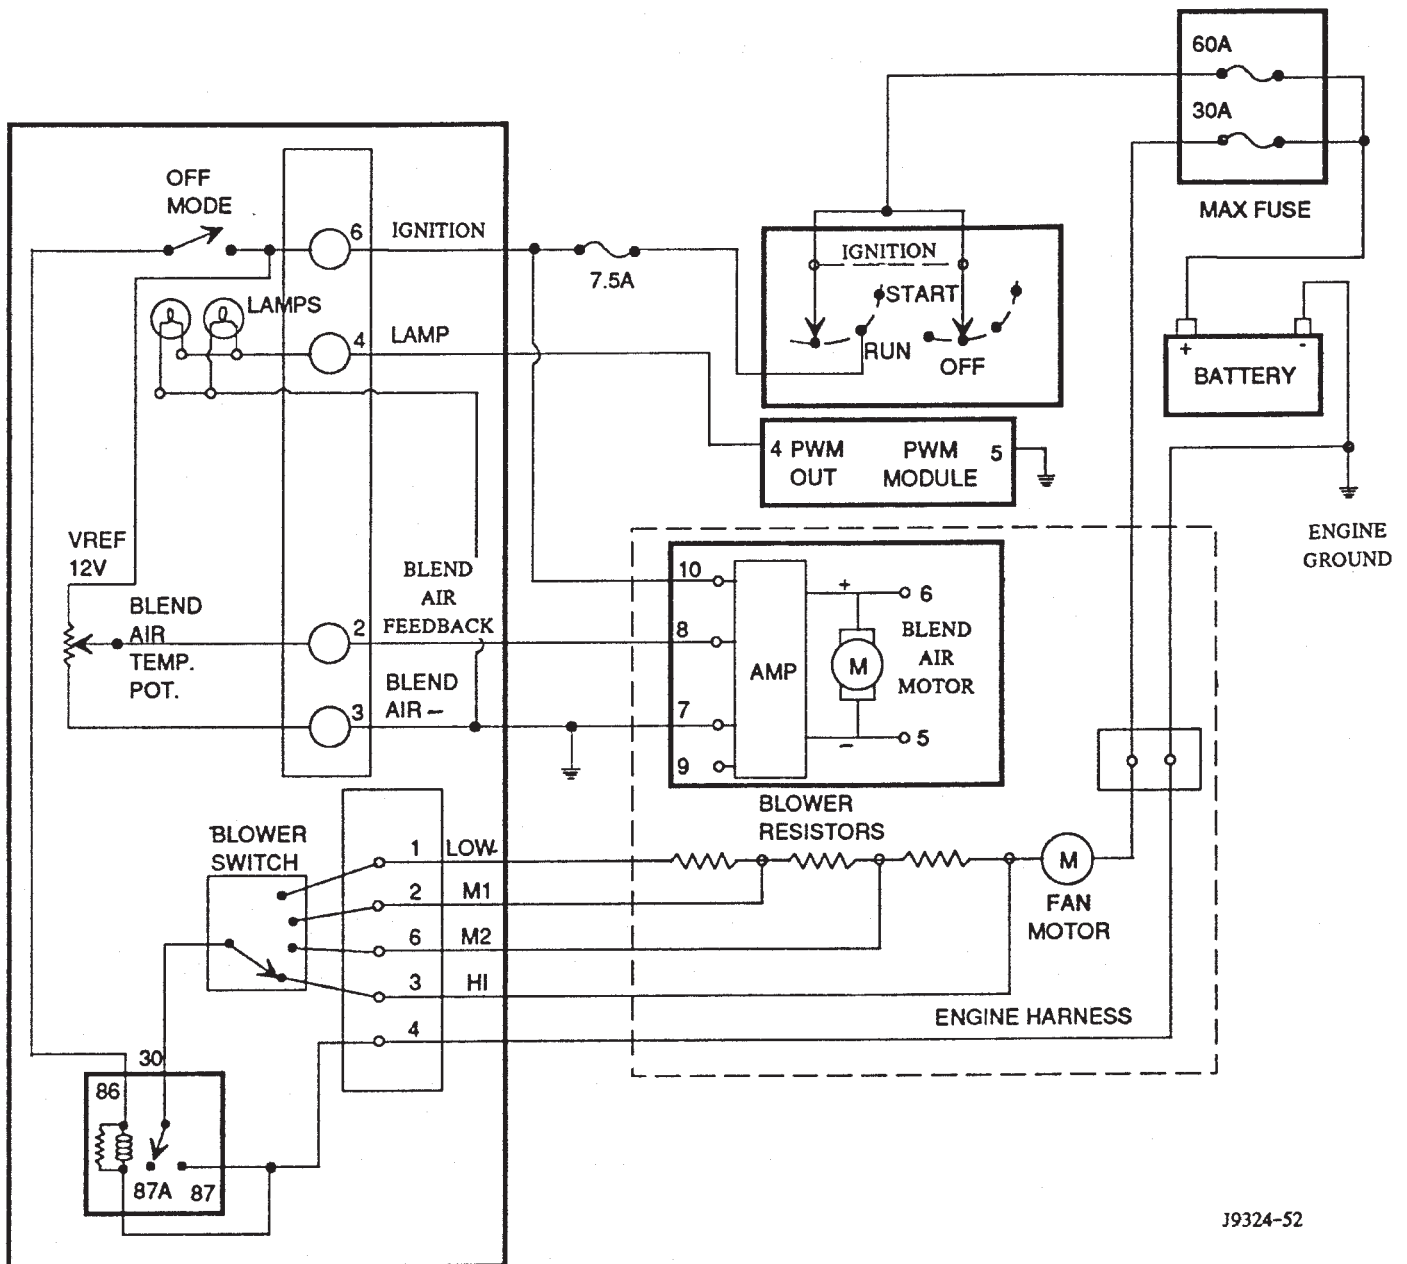 60A
30A
MAX FUSE
OFF
MODE
6
IGNITION
7.5A
IGNITION
START
RUN
OFF
LAMPS
4
LAMP
+
-
BATTERY
4 PWM
OUT
PWM
MODULE
5
ENGINE
GROUND
VREF
12V
BLEND
AIR
TEMP.
POT.
2
BLEND
AIR
FEEDBACK
3
BLEND
AIR –
10
8
7
9
AMP
+
–
M
6
5
BLEND
AIR
MOTOR
BLOWER
RESISTORS
BLOWER
SWITCH
1
LOW
2
M1
6
M2
3
HI
4
M
FAN
MOTOR
ENGINE HARNESS
30
86
87A
87
J9324-52